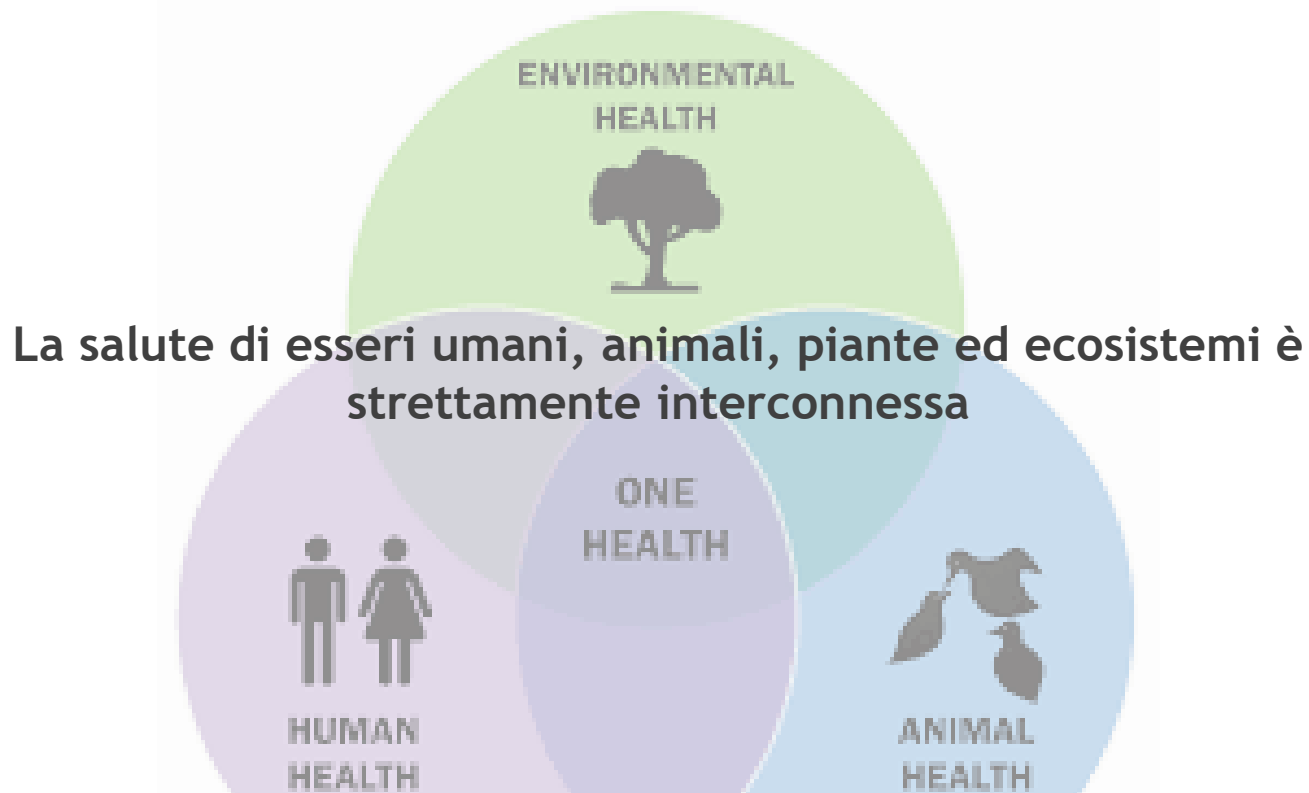 ENVIRONMENTAL
HEALTH
La salute di esseri umani, animali, piante ed ecosistemi è
strettamente interconnessa
ONE
HEALTH
HUMAN
HEALTH
ANIMAL
HEALTH